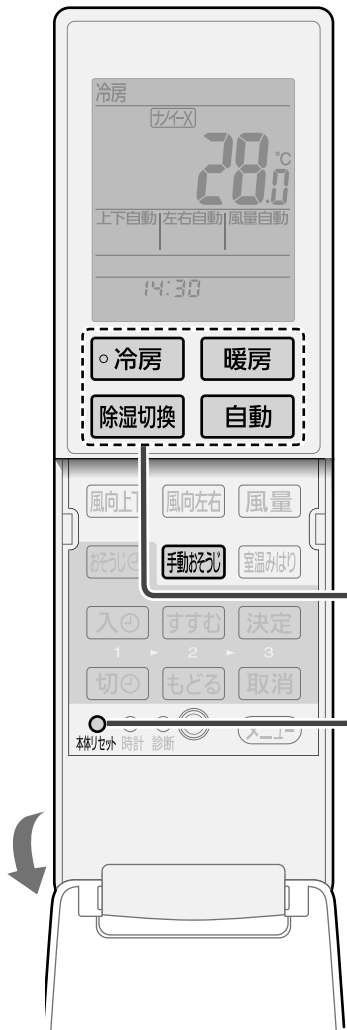 冷房
ナノイーX
28.0℃
上下自動 左右自動 風量自動
14:30
冷房 暖房
除湿切換 自動
風向上下 風向左右 風量
おそうじ 手動おそうじ 室温みはり
入 すすむ 決定
1 ▶ 2 ▶ 3
切 もどる 取消
本体リセット 時計 診断 メニュー